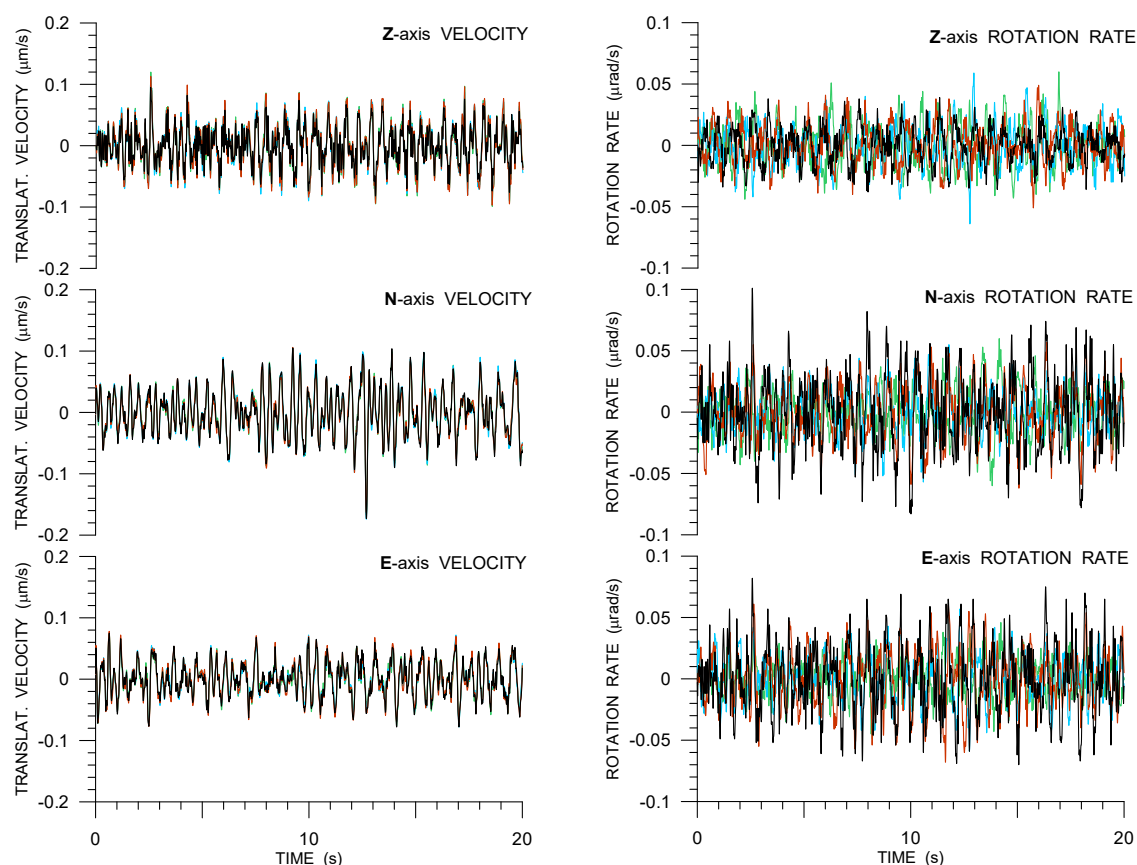 0.2
0.1
0
-0.1
-0.2
TRANSLAT. VELOCITY (μm/s)
Z-axis VELOCITY
0.1
0.05
0
-0.05
-0.1
ROTATION RATE (μrad/s)
Z-axis ROTATION RATE
0.2
0.1
0
-0.1
-0.2
TRANSLAT. VELOCITY (μm/s)
N-axis VELOCITY
0.1
0.05
0
-0.05
-0.1
ROTATION RATE (μrad/s)
N-axis ROTATION RATE
0.2
0.1
0
-0.1
-0.2
TRANSLAT. VELOCITY (μm/s)
E-axis VELOCITY
0 10 20
TIME (s)
0.1
0.05
0
-0.05
-0.1
ROTATION RATE (μrad/s)
E-axis ROTATION RATE
0 10 20
TIME (s)